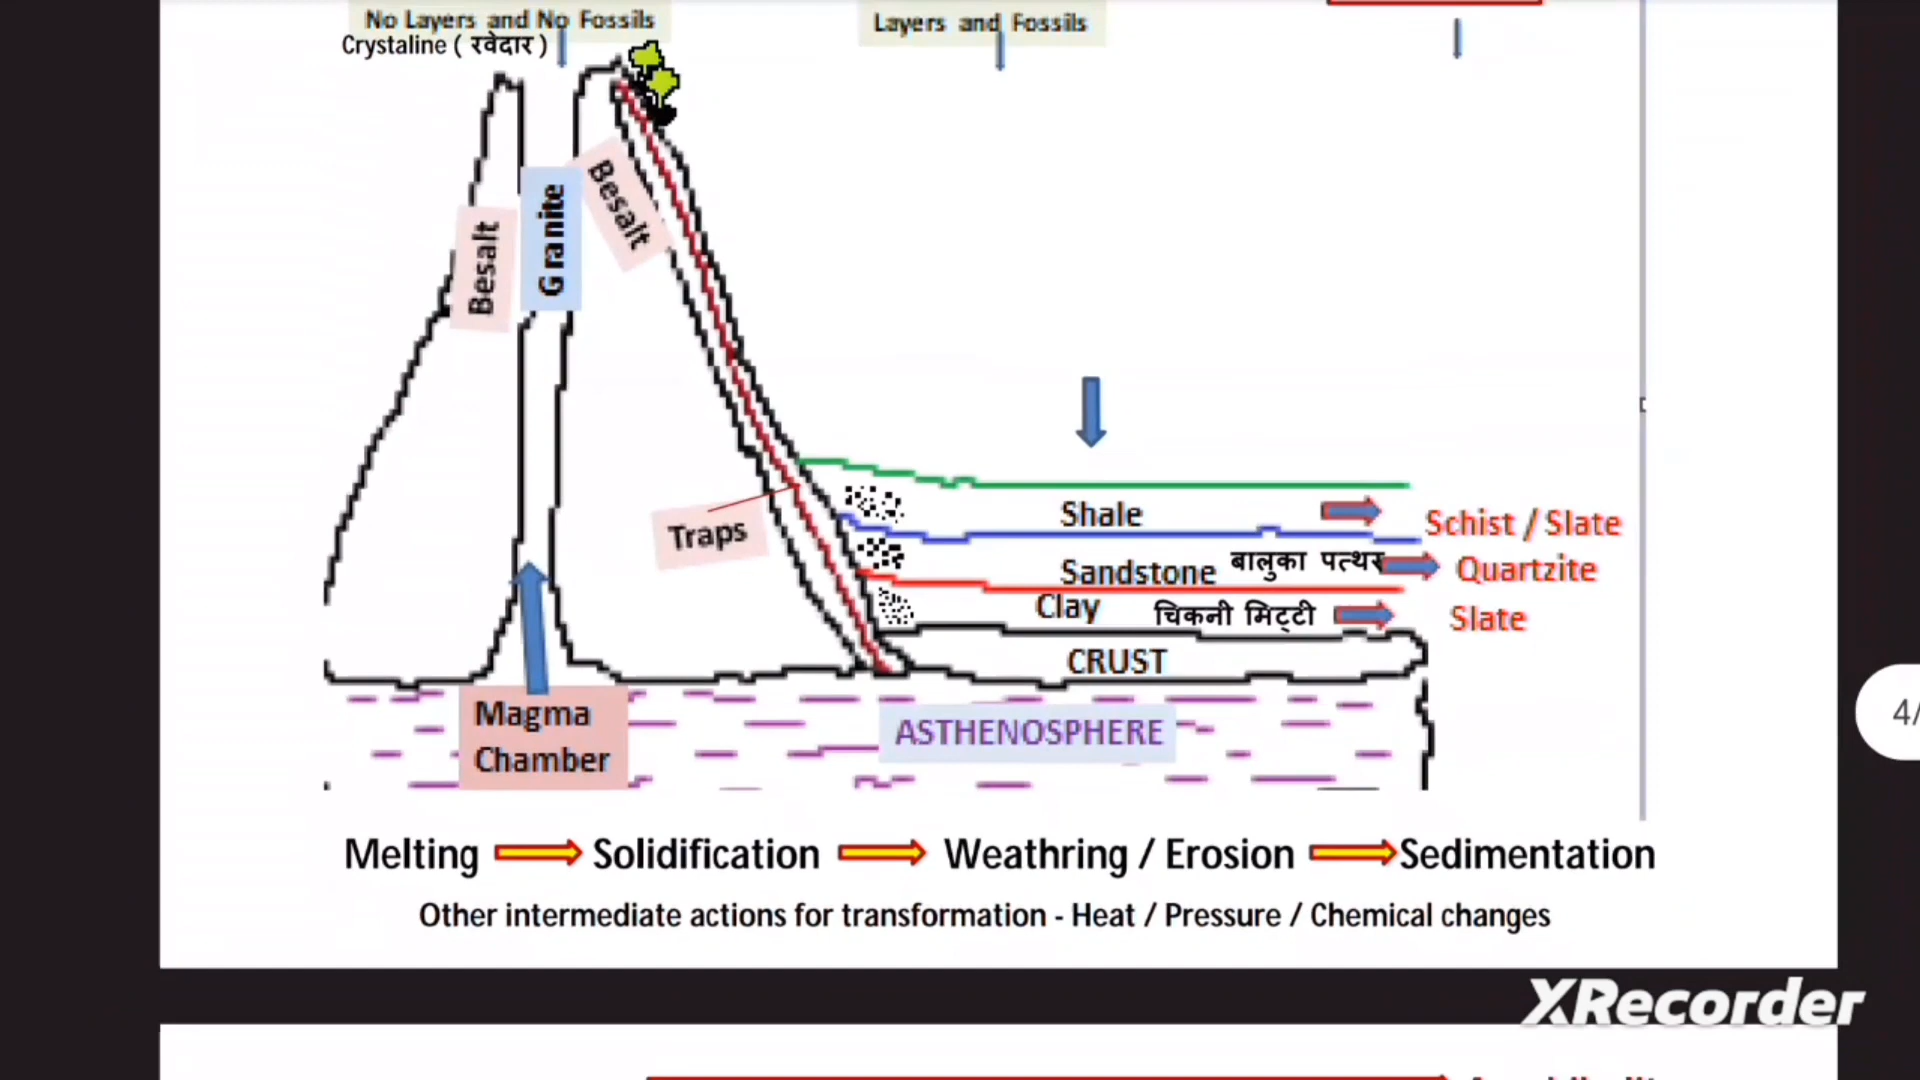 No Layers and No Fossils
Crystaline ( रवेदार )
Layers and Fossils
Besalt
Granite
Besalt
Traps
Shale
Schist / Slate
Sandstone बालुका पत्थर
Quartzite
Clay चिकनी मिट्टी
Slate
CRUST
Magma
Chamber
ASTHENOSPHERE
4/
Melting Solidification Weathring / Erosion Sedimentation
Other intermediate actions for transformation - Heat / Pressure / Chemical changes
XRecorder